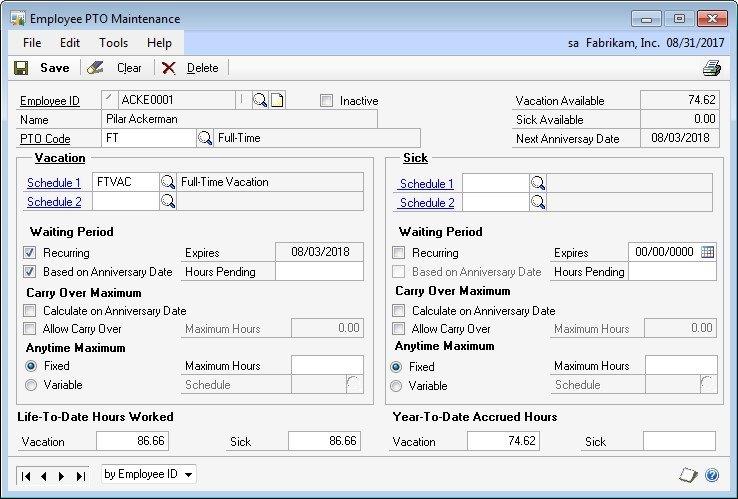 Employee PTO Maintenance
File Edit Tools Help sa Fabrikam, Inc. 08/31/2017
Save Clear Delete
Employee ID ACKE0001 Inactive Vacation Available 74.62
Name Pilar Ackerman Sick Available 0.00
PTO Code FT Full-Time Next Anniversay Date 08/03/2018
Vacation
Schedule 1 FTVAC Full-Time Vacation
Schedule 2
Waiting Period
Recurring Expires 08/03/2018
Based on Anniversary Date Hours Pending
Carry Over Maximum
Calculate on Anniversary Date
Allow Carry Over Maximum Hours 0.00
Anytime Maximum
Fixed Maximum Hours
Variable Schedule
Sick
Schedule 1
Schedule 2
Waiting Period
Recurring Expires 00/00/0000
Based on Anniversary Date Hours Pending
Carry Over Maximum
Calculate on Anniversary Date
Allow Carry Over Maximum Hours 0.00
Anytime Maximum
Fixed Maximum Hours
Variable Schedule
Life-To-Date Hours Worked
Vacation 86.66 Sick 86.66
Year-To-Date Accrued Hours
Vacation 74.62 Sick
by Employee ID